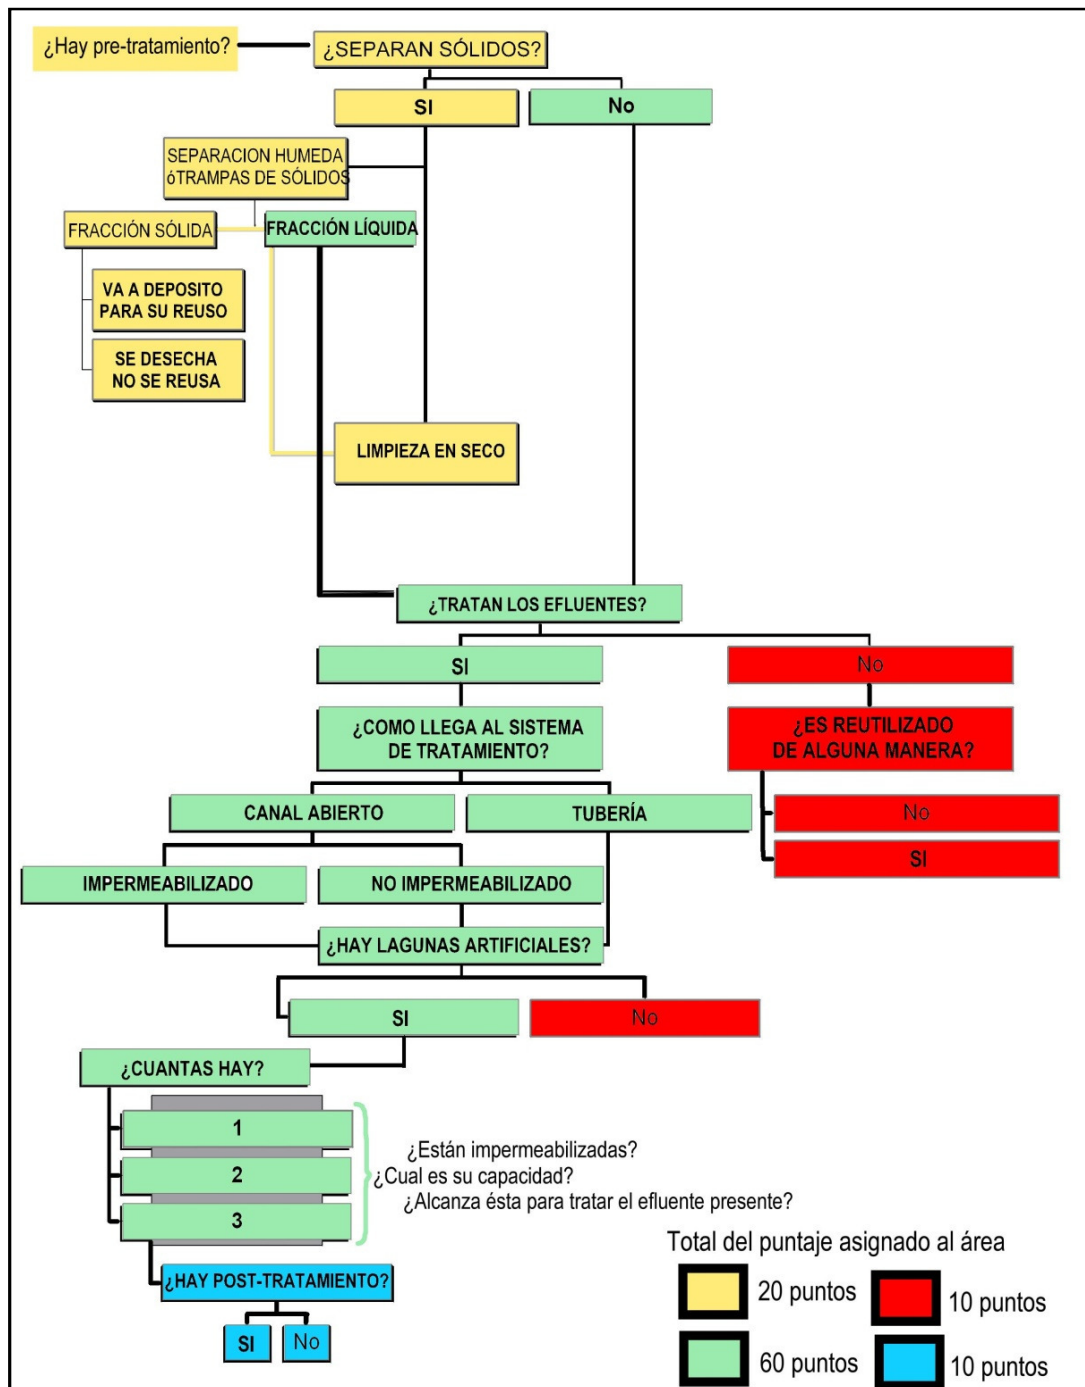 ¿Hay pre-tratamiento?
¿SEPARAN SÓLIDOS?
SI
No
SEPARACION HUMEDA
óTRAMPAS DE SÓLIDOS
FRACCIÓN SÓLIDA
FRACCIÓN LÍQUIDA
VA A DEPOSITO
PARA SU REUSO
SE DESECHA
NO SE REUSA
LIMPIEZA EN SECO
¿TRATAN LOS EFLUENTES?
SI
No
¿COMO LLEGA AL SISTEMA
DE TRATAMIENTO?
¿ES REUTILIZADO
DE ALGUNA MANERA?
CANAL ABIERTO
TUBERÍA
No
SI
IMPERMEABILIZADO
NO IMPERMEABILIZADO
¿HAY LAGUNAS ARTIFICIALES?
SI
No
¿CUANTAS HAY?
1
2
3
¿Están impermeabilizadas?
¿Cual es su capacidad?
¿Alcanza ésta para tratar el efluente presente?
¿HAY POST-TRATAMIENTO?
SI
No
Total del puntaje asignado al área
20 puntos
10 puntos
60 puntos
10 puntos